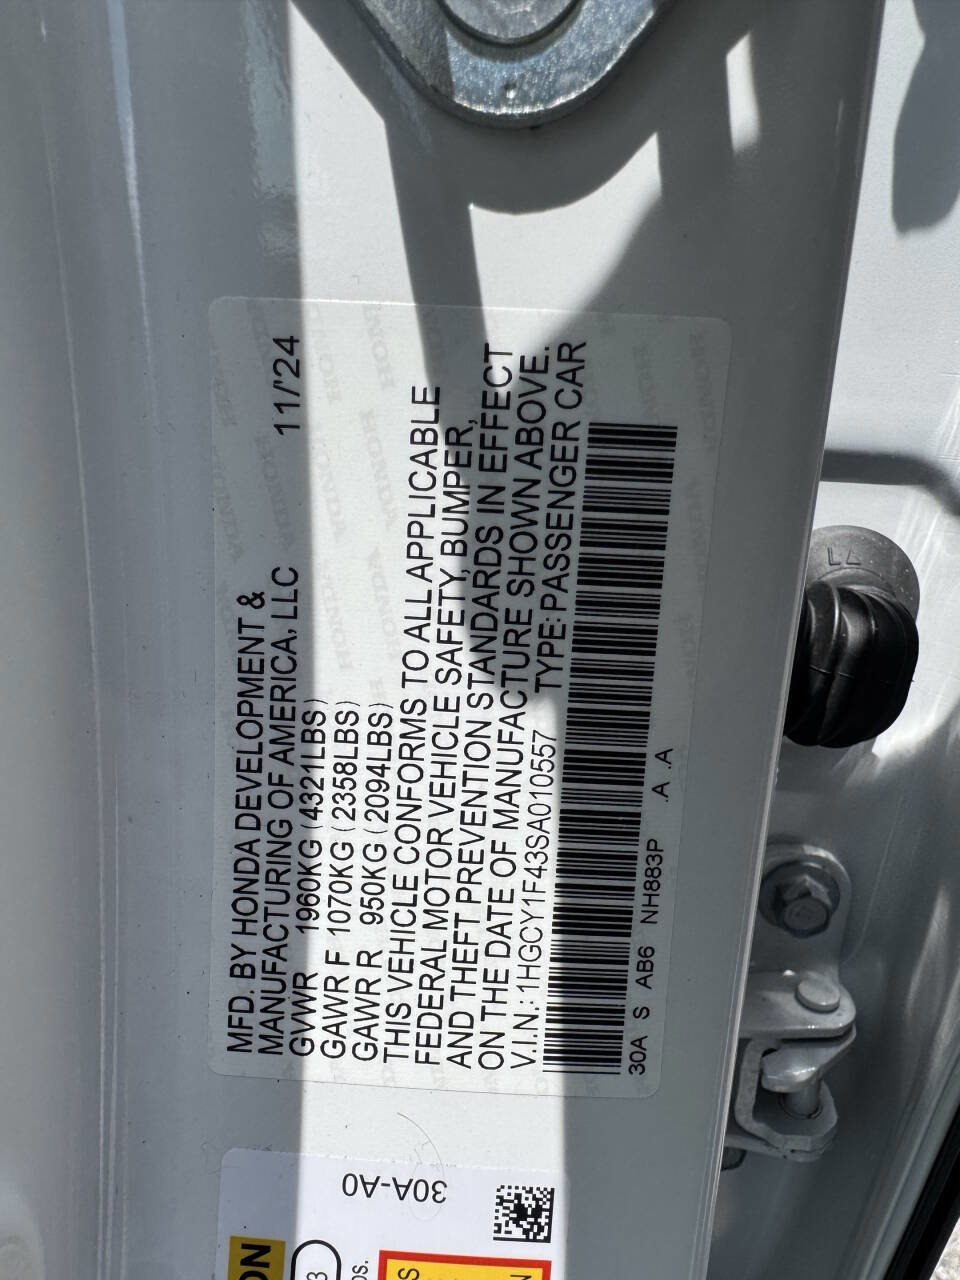 MFD. BY HONDA DEVELOPMENT &
MANUFACTURING OF AMERICA, LLC 11/'24
GVWR 1960KG (4321LBS)
GAWR F 1070KG (2358LBS)
GAWR R 950KG (2094LBS)
THIS VEHICLE CONFORMS TO ALL APPLICABLE
FEDERAL MOTOR VEHICLE SAFETY, BUMPER,
AND THEFT PREVENTION STANDARDS IN EFFECT
ON THE DATE OF MANUFACTURE SHOWN ABOVE.
V.I.N.: 1HGCY1F43SA010557 TYPE: PASSENGER CAR
30A S AB6 NH883P .A .A
30A-A0
LA